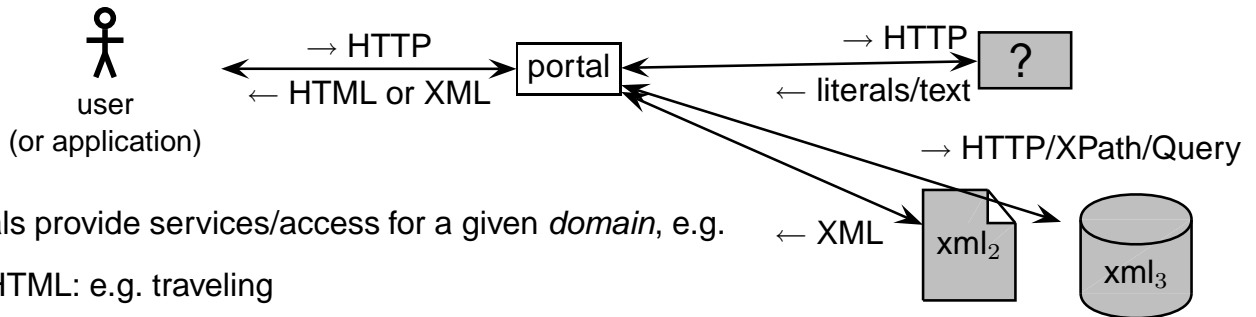 → HTTP
← HTML or XML
user
(or application)
portal
→ HTTP
← literals/text
?
→ HTTP/XPath/Query
← XML
xml₂
xml₃
als provide services/access for a given domain, e.g.
HTML: e.g. traveling